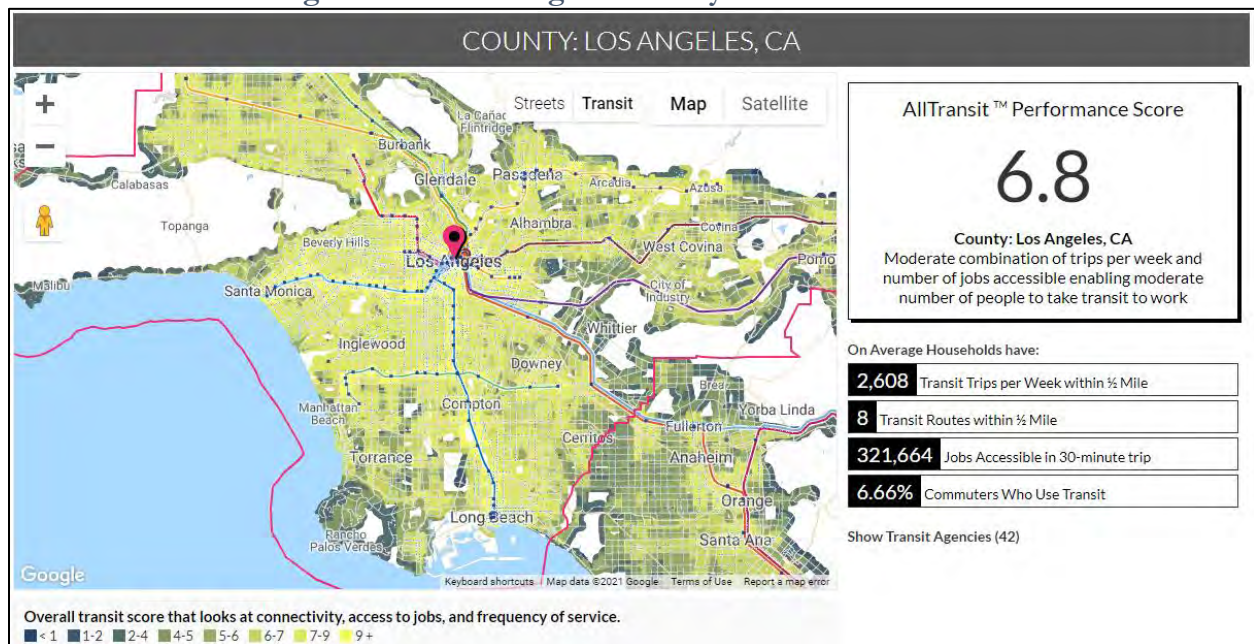 COUNTY: LOS ANGELES, CA
Streets Transit Map Satellite
La Cañada
Flintridge
Burbank
Glendale
Pasadena
Arcadia
Azusa
Calabasas
Topanga
Alhambra
Covina
Beverly Hills
West Covina
Los Angeles
Malibu
Santa Monica
City of
Industry
Whittier
Inglewood
Downey
Brea
Manhattan
Beach
Compton
Yorba Linda
Fullerton
Cerritos
Anaheim
Torrance
Orange
Long Beach
Rancho
Palos Verdes
Santa Ana
Google
Keyboard shortcuts Map data ©2021 Google Terms of Use Report a map error
Overall transit score that looks at connectivity, access to jobs, and frequency of service.
< 1 1-2 2-4 4-5 5-6 6-7 7-9 9 +
AllTransit ™ Performance Score
6.8
County: Los Angeles, CA
Moderate combination of trips per week and
number of jobs accessible enabling moderate
number of people to take transit to work
On Average Households have:
2,608 Transit Trips per Week within ½ Mile
8 Transit Routes within ½ Mile
321,664 Jobs Accessible in 30-minute trip
6.66% Commuters Who Use Transit
Show Transit Agencies (42)